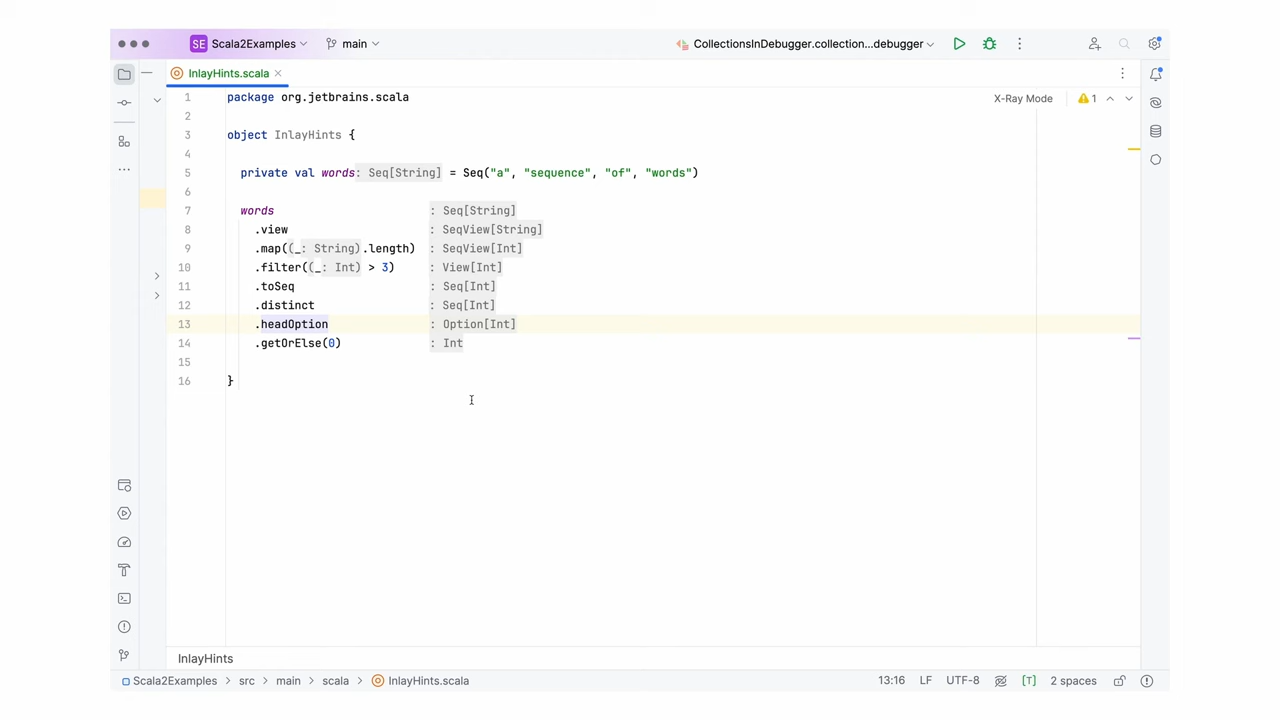 SE Scala2Examples main CollectionsInDebugger.collection...debugger
InlayHints.scala
X-Ray Mode 1
1 package org.jetbrains.scala
2
3 object InlayHints {
4
5 private val words: Seq[String] = Seq("a", "sequence", "of", "words")
6
7 words : Seq[String]
8 .view : SeqView[String]
9 .map((_: String).length) : SeqView[Int]
10 .filter((_: Int) > 3) : View[Int]
11 .toSeq : Seq[Int]
12 .distinct : Seq[Int]
13 .headOption : Option[Int]
14 .getOrElse(0) : Int
15
16 }
InlayHints
Scala2Examples > src > main > scala > InlayHints.scala 13:16 LF UTF-8 [T] 2 spaces